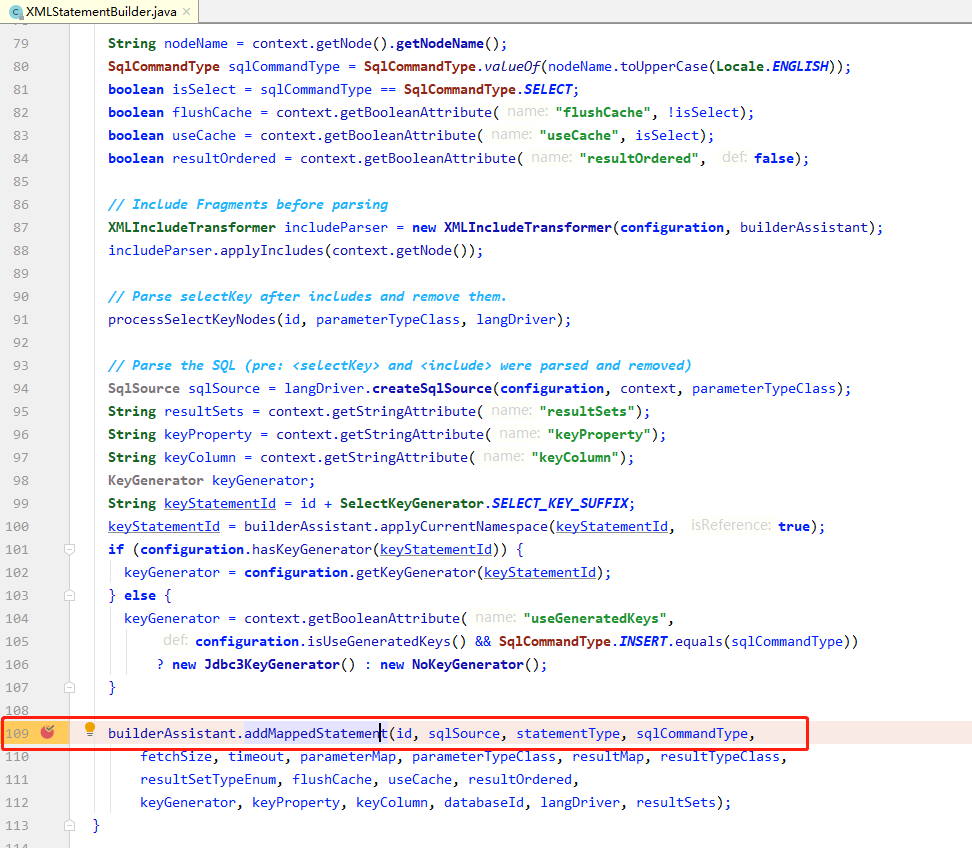 XMLStatementBuilder.java
79 String nodeName = context.getNode().getNodeName();
80 SqlCommandType sqlCommandType = SqlCommandType.valueOf(nodeName.toUpperCase(Locale.ENGLISH));
81 boolean isSelect = sqlCommandType == SqlCommandType.SELECT;
82 boolean flushCache = context.getBooleanAttribute( name: "flushCache", !isSelect);
83 boolean useCache = context.getBooleanAttribute( name: "useCache", isSelect);
84 boolean resultOrdered = context.getBooleanAttribute( name: "resultOrdered", def: false);
85
86 // Include Fragments before parsing
87 XMLIncludeTransformer includeParser = new XMLIncludeTransformer(configuration, builderAssistant);
88 includeParser.applyIncludes(context.getNode());
89
90 // Parse selectKey after includes and remove them.
91 processSelectKeyNodes(id, parameterTypeClass, langDriver);
92
93 // Parse the SQL (pre: <selectKey> and <include> were parsed and removed)
94 SqlSource sqlSource = langDriver.createSqlSource(configuration, context, parameterTypeClass);
95 String resultSets = context.getStringAttribute( name: "resultSets");
96 String keyProperty = context.getStringAttribute( name: "keyProperty");
97 String keyColumn = context.getStringAttribute( name: "keyColumn");
98 KeyGenerator keyGenerator;
99 String keyStatementId = id + SelectKeyGenerator.SELECT_KEY_SUFFIX;
100 keyStatementId = builderAssistant.applyCurrentNamespace(keyStatementId, isReference: true);
101 if (configuration.hasKeyGenerator(keyStatementId)) {
102 keyGenerator = configuration.getKeyGenerator(keyStatementId);
103 } else {
104 keyGenerator = context.getBooleanAttribute( name: "useGeneratedKeys",
105 def: configuration.isUseGeneratedKeys() && SqlCommandType.INSERT.equals(sqlCommandType))
106 ? new Jdbc3KeyGenerator() : new NoKeyGenerator();
107 }
108
109 builderAssistant.addMappedStatement(id, sqlSource, statementType, sqlCommandType,
110 fetchSize, timeout, parameterMap, parameterTypeClass, resultMap, resultTypeClass,
111 resultSetTypeEnum, flushCache, useCache, resultOrdered,
112 keyGenerator, keyProperty, keyColumn, databaseId, langDriver, resultSets);
113 }